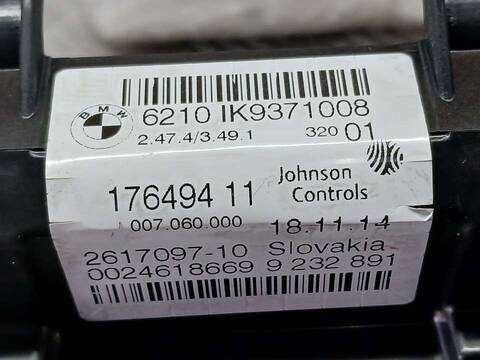 BMW
6210 IK9371008
2.47.4/3.49.1 320 01
176494 11 Johnson Controls
007.060.000 18.11.14
2617097-10 Slovakia
0024618669 9 232 891